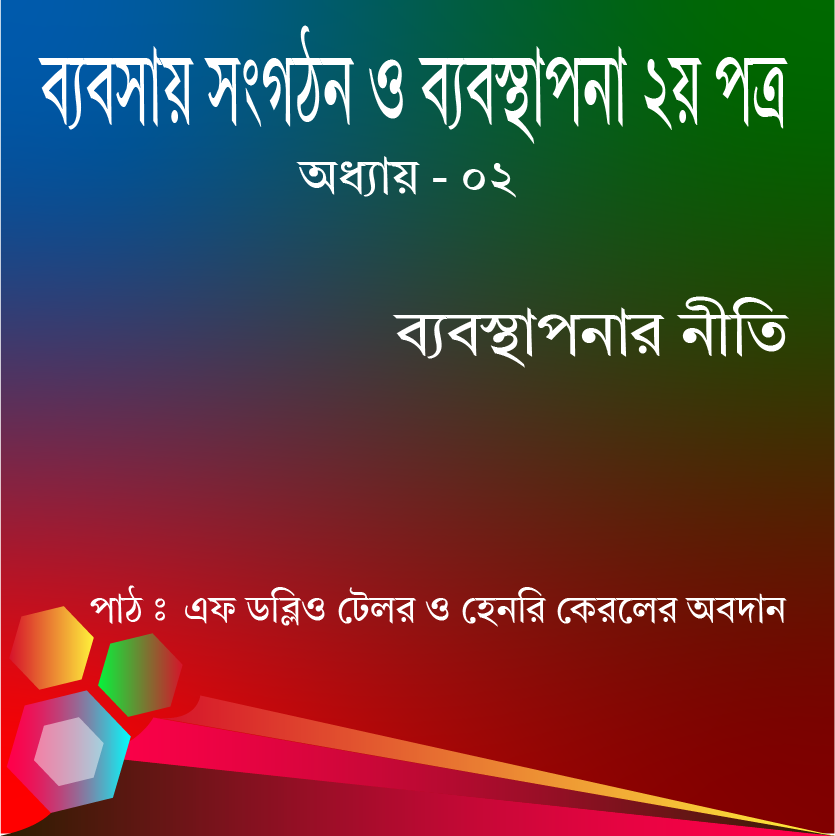 ব্যবসায় সংগঠন ও ব্যবস্থাপনা ২য় পত্র
অধ্যায় - ০২
ব্যবস্থাপনার নীতি
পাঠ ঃ এফ ডব্লিও টেলর ও হেনরি কেরলের অবদান